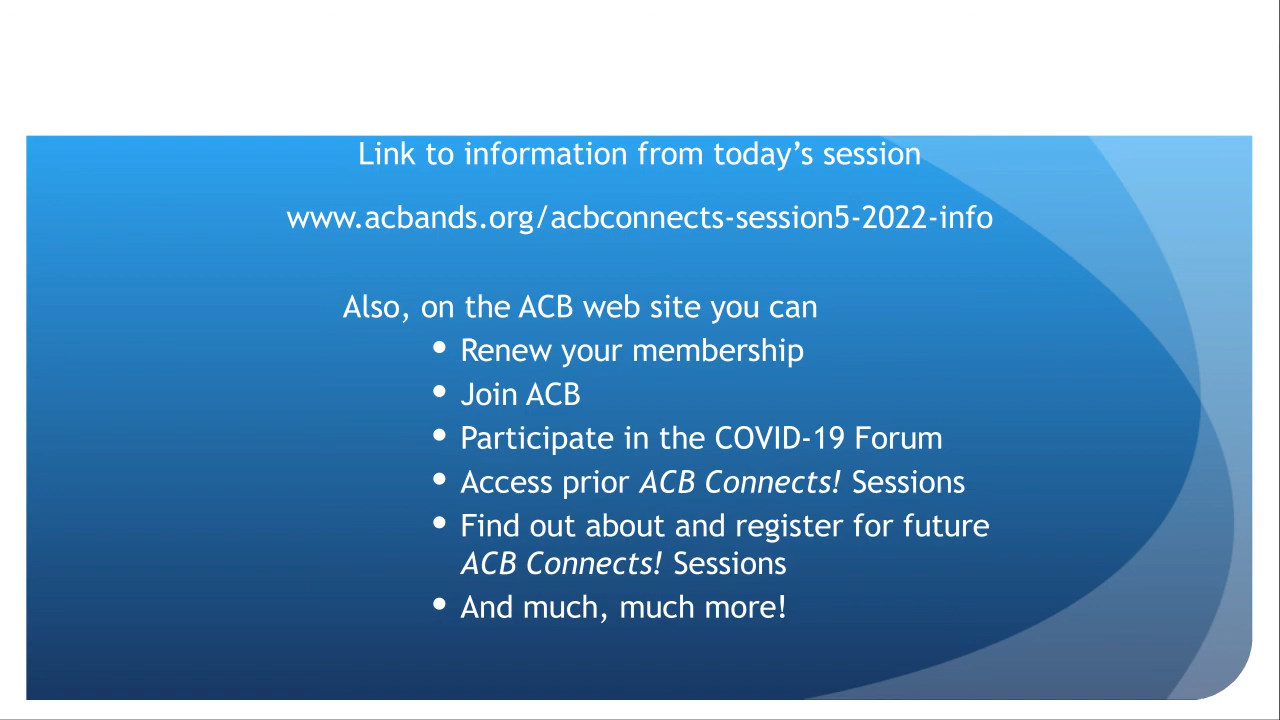 Link to information from today’s session
www.acbands.org/acbconnects-session5-2022-info
Also, on the ACB web site you can
• Renew your membership
• Join ACB
• Participate in the COVID-19 Forum
• Access prior ACB Connects! Sessions
• Find out about and register for future
ACB Connects! Sessions
• And much, much more!